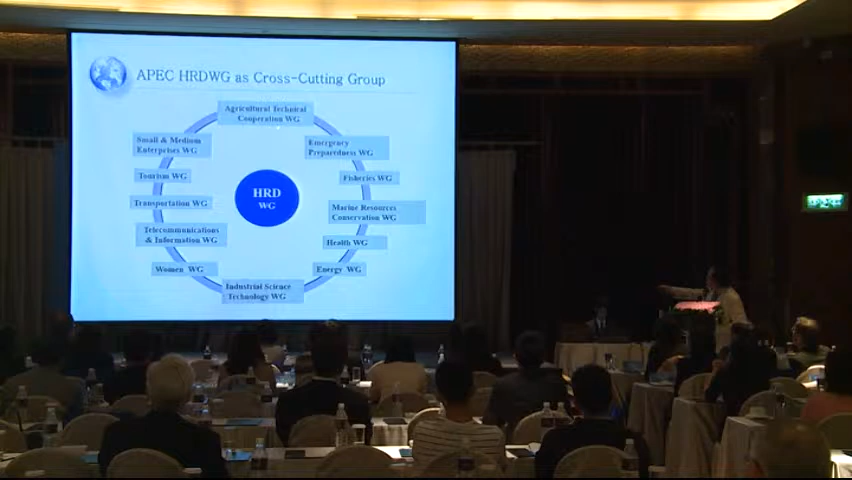 APEC HRDWG as Cross-Cutting Group
Agricultural Technical
Cooperation WG
Small & Medium
Enterprises WG
Emergency
Preparedness WG
Tourism WG
Fisheries WG
HRD
WG
Transportation WG
Marine Resources
Conservation WG
Telecommunications
& Information WG
Health WG
Women WG
Energy WG
Industrial Science
Technology WG